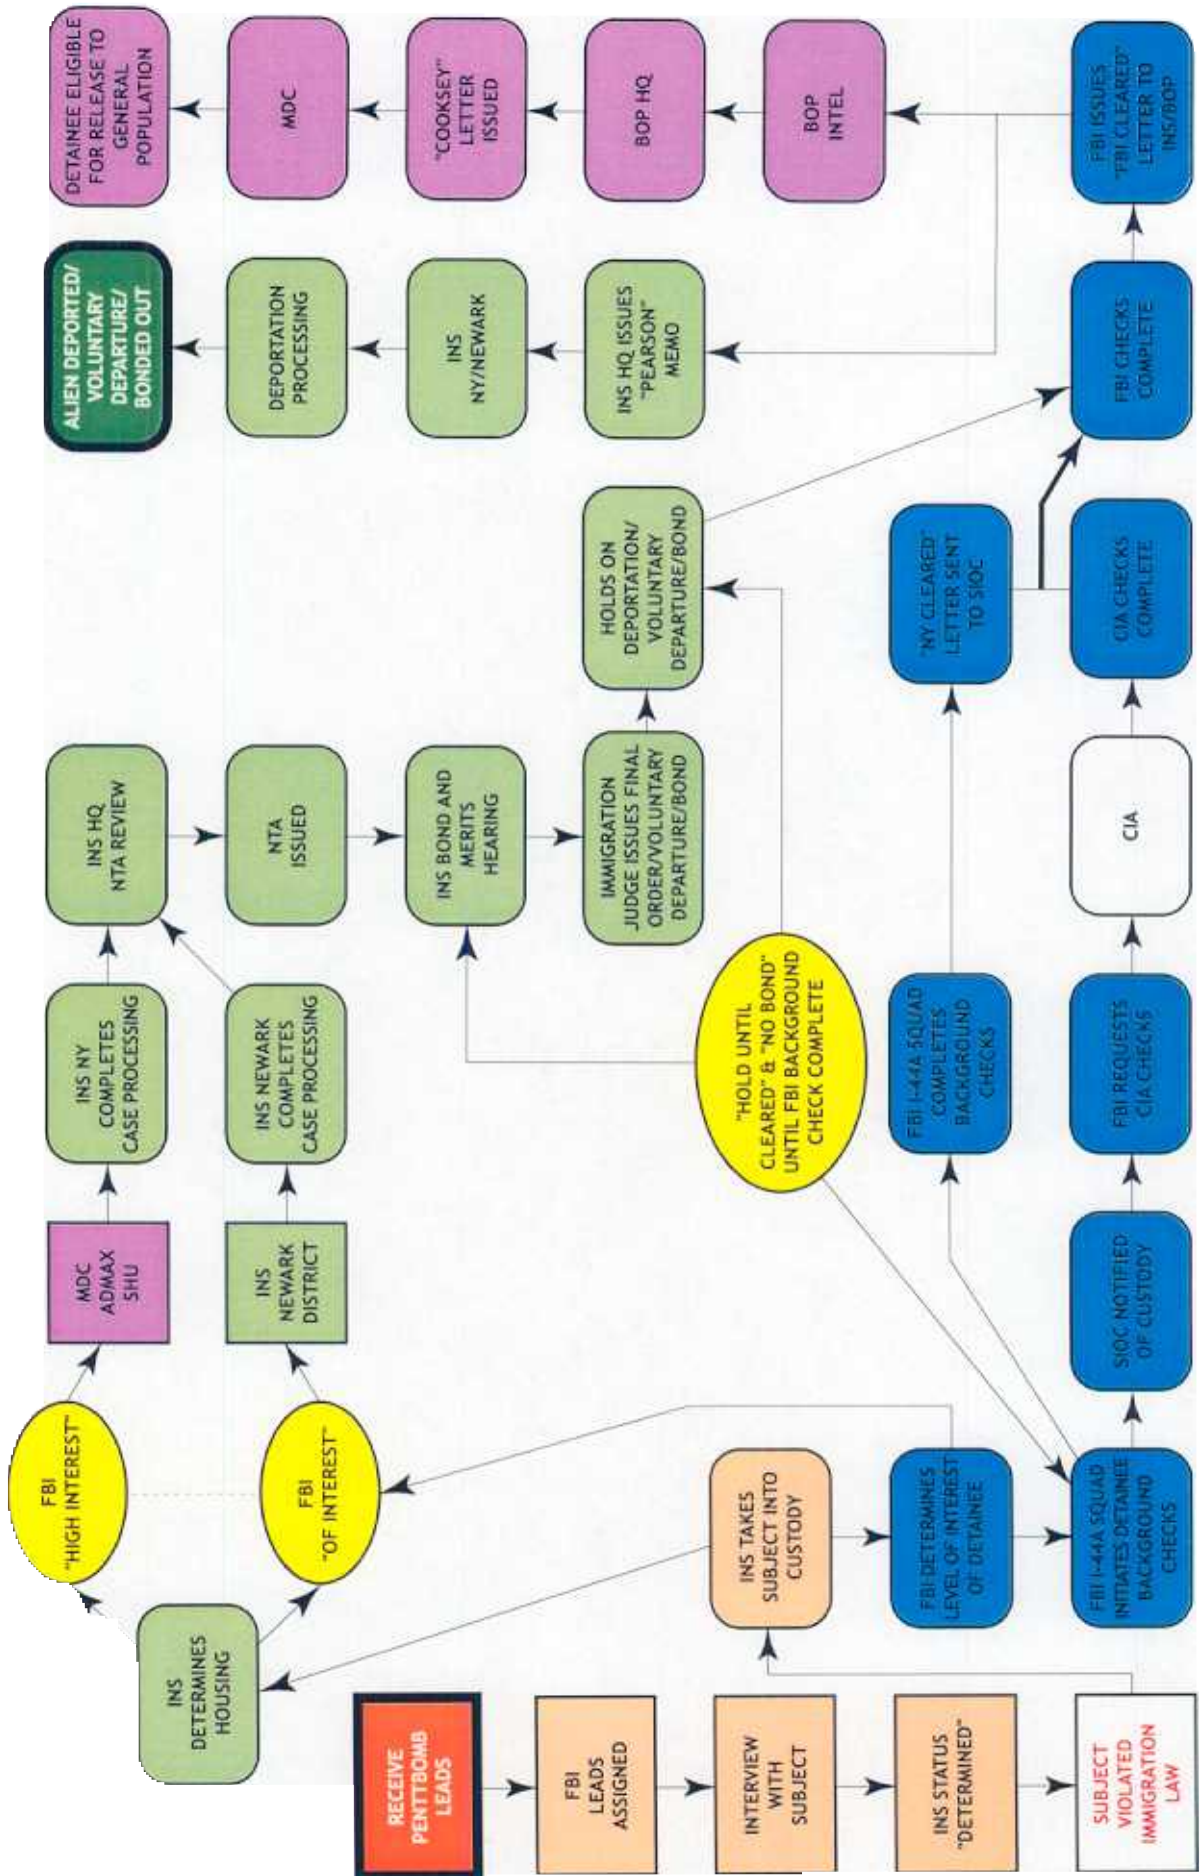 RECEIVE
PENTTBOMB
LEADS
FBI
LEADS
ASSIGNED
INTERVIEW
WITH
SUBJECT
INS STATUS
"DETERMINED"
SUBJECT
VIOLATED
IMMIGRATION
LAW
INS TAKES
SUBJECT INTO
CUSTODY
INS
DETERMINES
HOUSING
FBI
"HIGH INTEREST"
FBI
"OF INTEREST"
MDC
ADMAX
SHU
INS
NEWARK
DISTRICT
INS NY
COMPLETES
CASE PROCESSING
INS NEWARK
COMPLETES
CASE PROCESSING
INS HQ
NTA REVIEW
NTA
ISSUED
INS BOND AND
MERITS
HEARING
IMMIGRATION
JUDGE ISSUES FINAL
ORDER/VOLUNTARY
DEPARTURE/BOND
HOLDS ON
DEPORTATION/
VOLUNTARY
DEPARTURE/BOND
"HOLD UNTIL
CLEARED" & "NO BOND"
UNTIL FBI BACKGROUND
CHECK COMPLETE
FBI DETERMINES
LEVEL OF INTEREST
OF DETAINEE
FBI I-44A SQUAD
INITIATES DETAINEE
BACKGROUND
CHECKS
FBI I-44A SQUAD
COMPLETES
BACKGROUND
CHECKS
"NY CLEARED"
LETTER SENT
TO SIOC
SIOC NOTIFIED
OF CUSTODY
FBI REQUESTS
CIA CHECKS
CIA
CIA CHECKS
COMPLETE
FBI CHECKS
COMPLETE
FBI ISSUES
"FBI CLEARED"
LETTER TO
INS/BOP
INS HQ ISSUES
"PEARSON"
MEMO
INS
NY/NEWARK
DEPORTATION
PROCESSING
ALIEN DEPORTED/
VOLUNTARY
DEPARTURE/
BONDED OUT
BOP
INTEL
BOP HQ
"COOKSEY"
LETTER
ISSUED
MDC
DETAINEE ELIGIBLE
FOR RELEASE TO
GENERAL
POPULATION